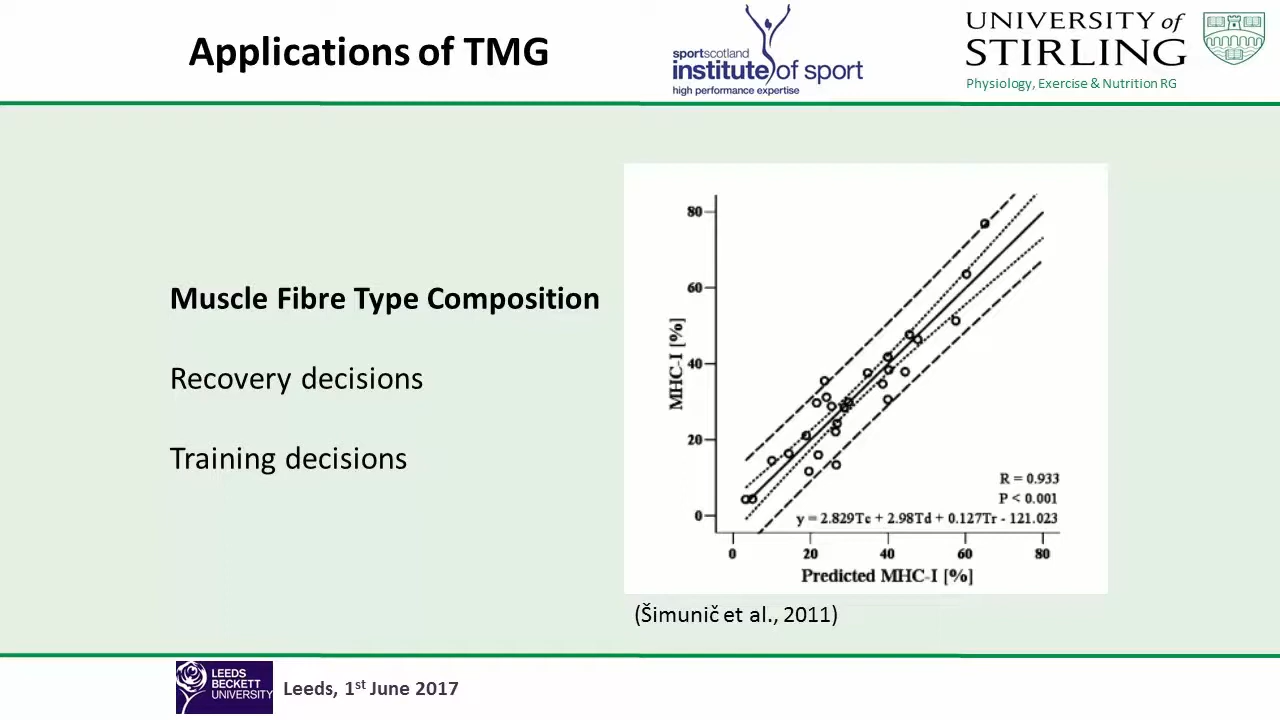 Applications of TMG
sportscotland
institute of sport
high performance expertise
UNIVERSITY of
STIRLING
Physiology, Exercise & Nutrition RG
Muscle Fibre Type Composition
Recovery decisions
Training decisions
80
60
40
20
0
MHC-I [%]
R = 0.933
P < 0.001
y = 2.829Tc + 2.98Td + 0.127Tr - 121.023
0 20 40 60 80
Predicted MHC-I [%]
(Šimunič et al., 2011)
LEEDS
BECKETT
UNIVERSITY
Leeds, 1st June 2017